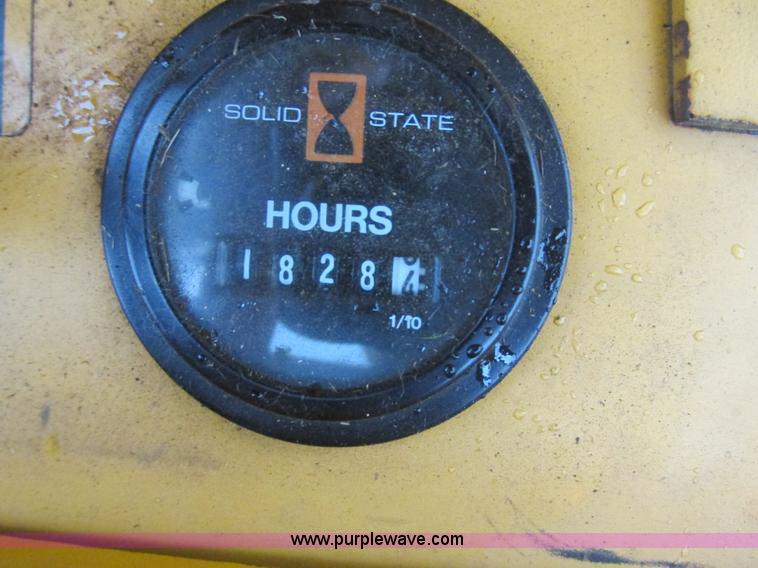 SOLID STATE
HOURS
1828
1/10
www.purplewave.com